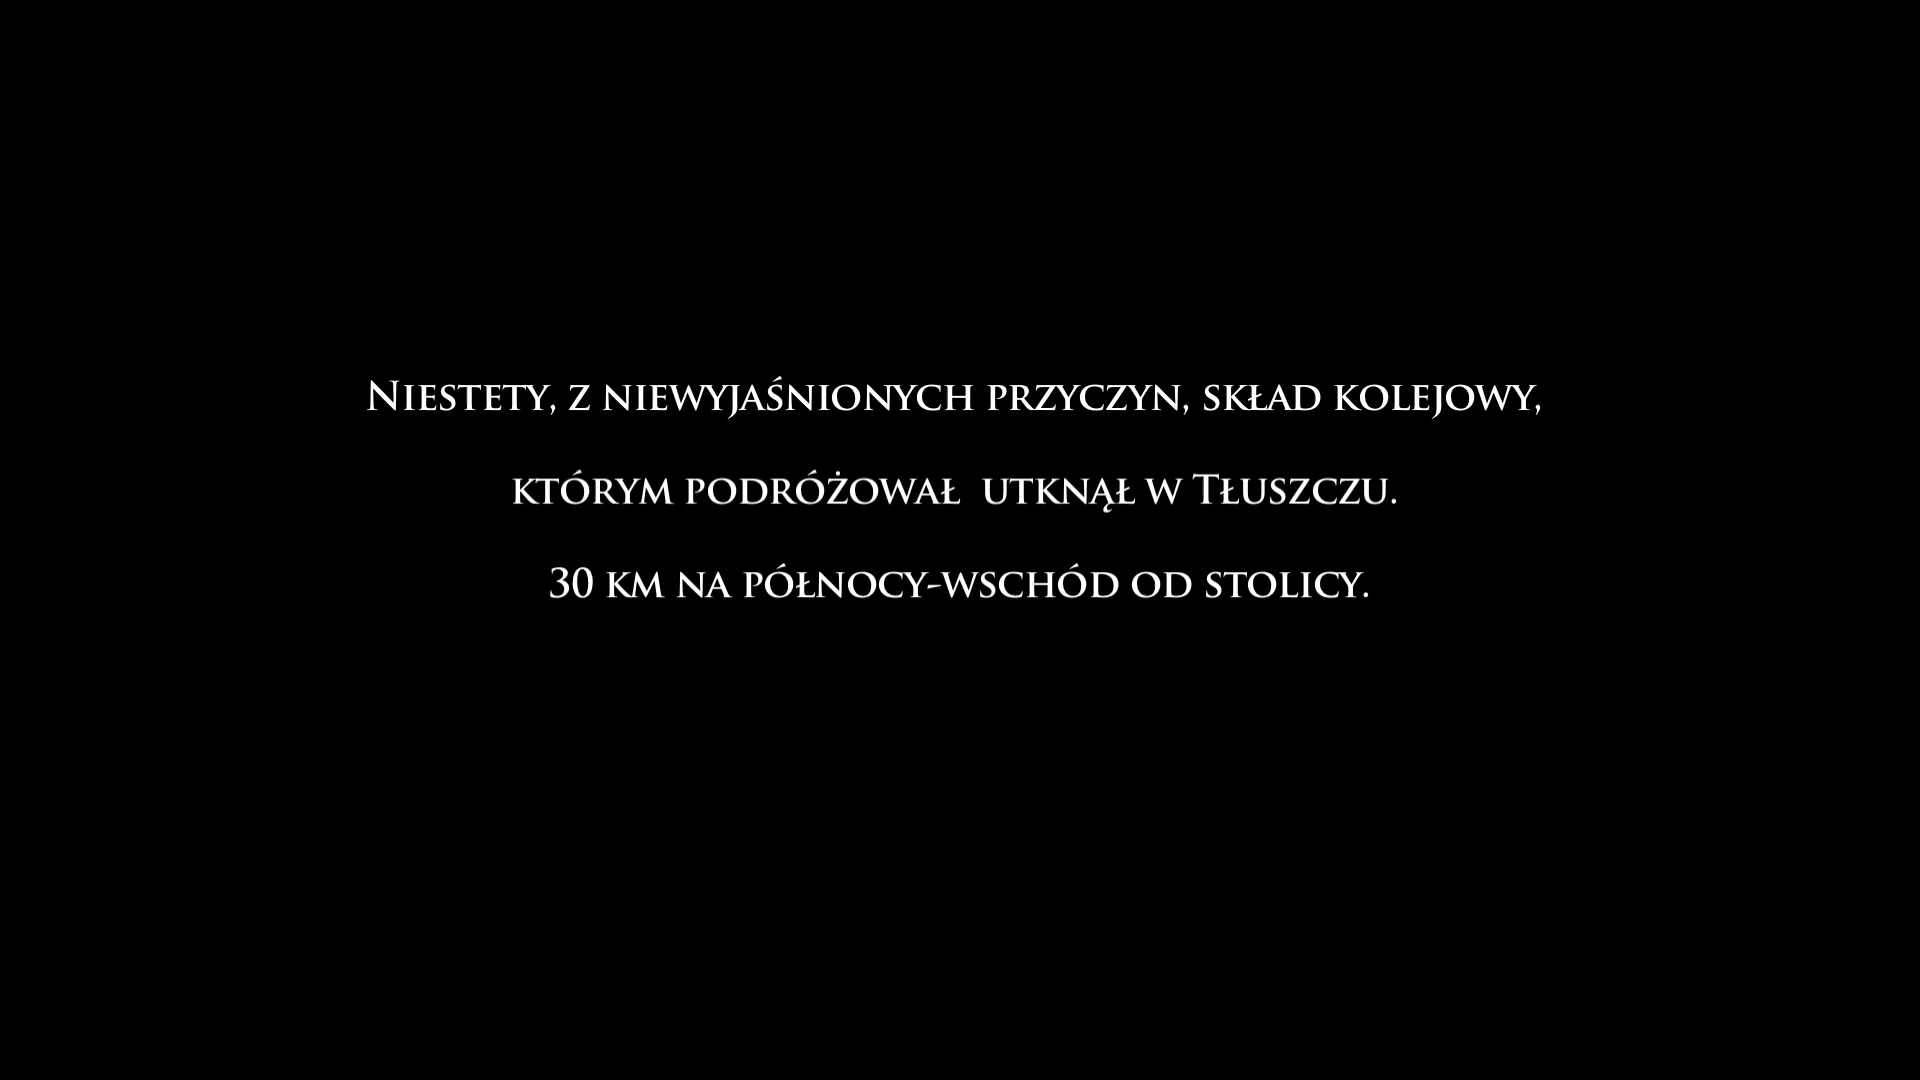 Niestety, z niewyjaśnionych przyczyn, skład kolejowy,
którym podróżował  utknął w Tłuszczu.
30 km na północy-wschód od stolicy.